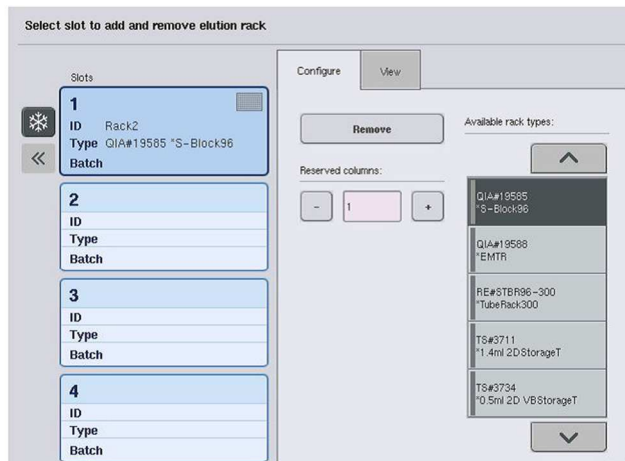 Select slot to add and remove elution rack
Slots
1
ID Rack2
Type QIA#19585 *S-Block96
Batch
2
ID
Type
Batch
3
ID
Type
Batch
4
ID
Type
Batch
Configure
View
Remove
Reserved columns:
- 1 +
Available rack types:
QIA#19585
*S-Block96
QIA#19588
*EMTR
RE#STBR96-300
*TubeRack300
TS#3711
*1.4ml 2DStorageT
TS#3734
*0.5ml 2D VBStorageT